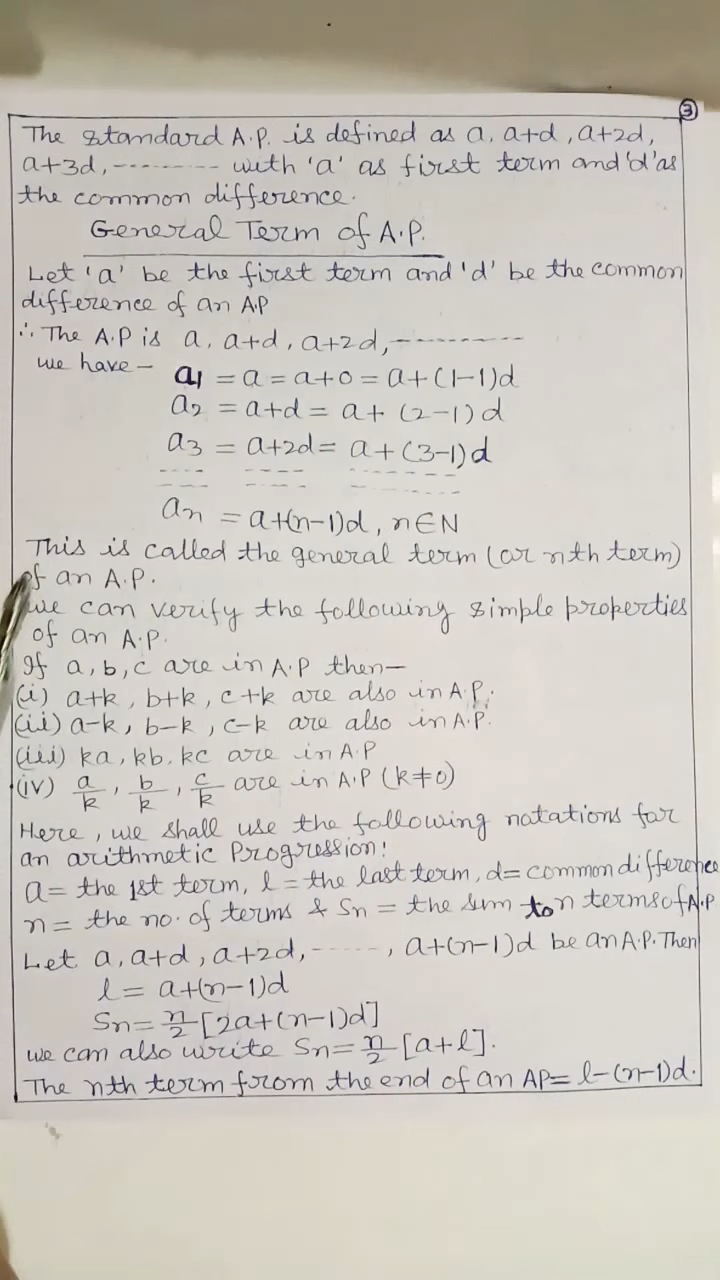 ③
The standard A.P. is defined as a, a+d, a+2d,
a+3d, --------- with 'a' as first term and 'd' as
the common difference.
General Term of A.P.
Let 'a' be the first term and 'd' be the common
difference of an A.P
∴ The A.P is a, a+d, a+2d, ----------
we have – a₁ = a = a+0 = a+(1-1)d
a₂ = a+d = a+(2-1)d
a₃ = a+2d = a+(3-1)d
---- ---- -------
---- ---- -------
aₙ = a+(n-1)d, n∈N
This is called the general term (or nth term)
of an A.P.
we can verify the following simple properties
of an A.P.
If a, b, c are in A.P then–
(i) a+k, b+k, c+k are also in A.P.
(ii) a-k, b-k, c-k are also in A.P.
(iii) ka, kb, kc are in A.P
(iv) a/k, b/k, c/k are in A.P (k≠0)
Here, we shall use the following notations for
an arithmetic Progression!
a = the 1st term, l = the last term, d = common difference
n = the no. of terms & Sn = the sum to n terms of A.P
Let a, a+d, a+2d, -----, a+(n-1)d be an A.P. Then
l = a+(n-1)d
Sn = n/2 [2a+(n-1)d]
we can also write Sn = n/2 [a+l].
The nth term from the end of an AP = l-(n-1)d.